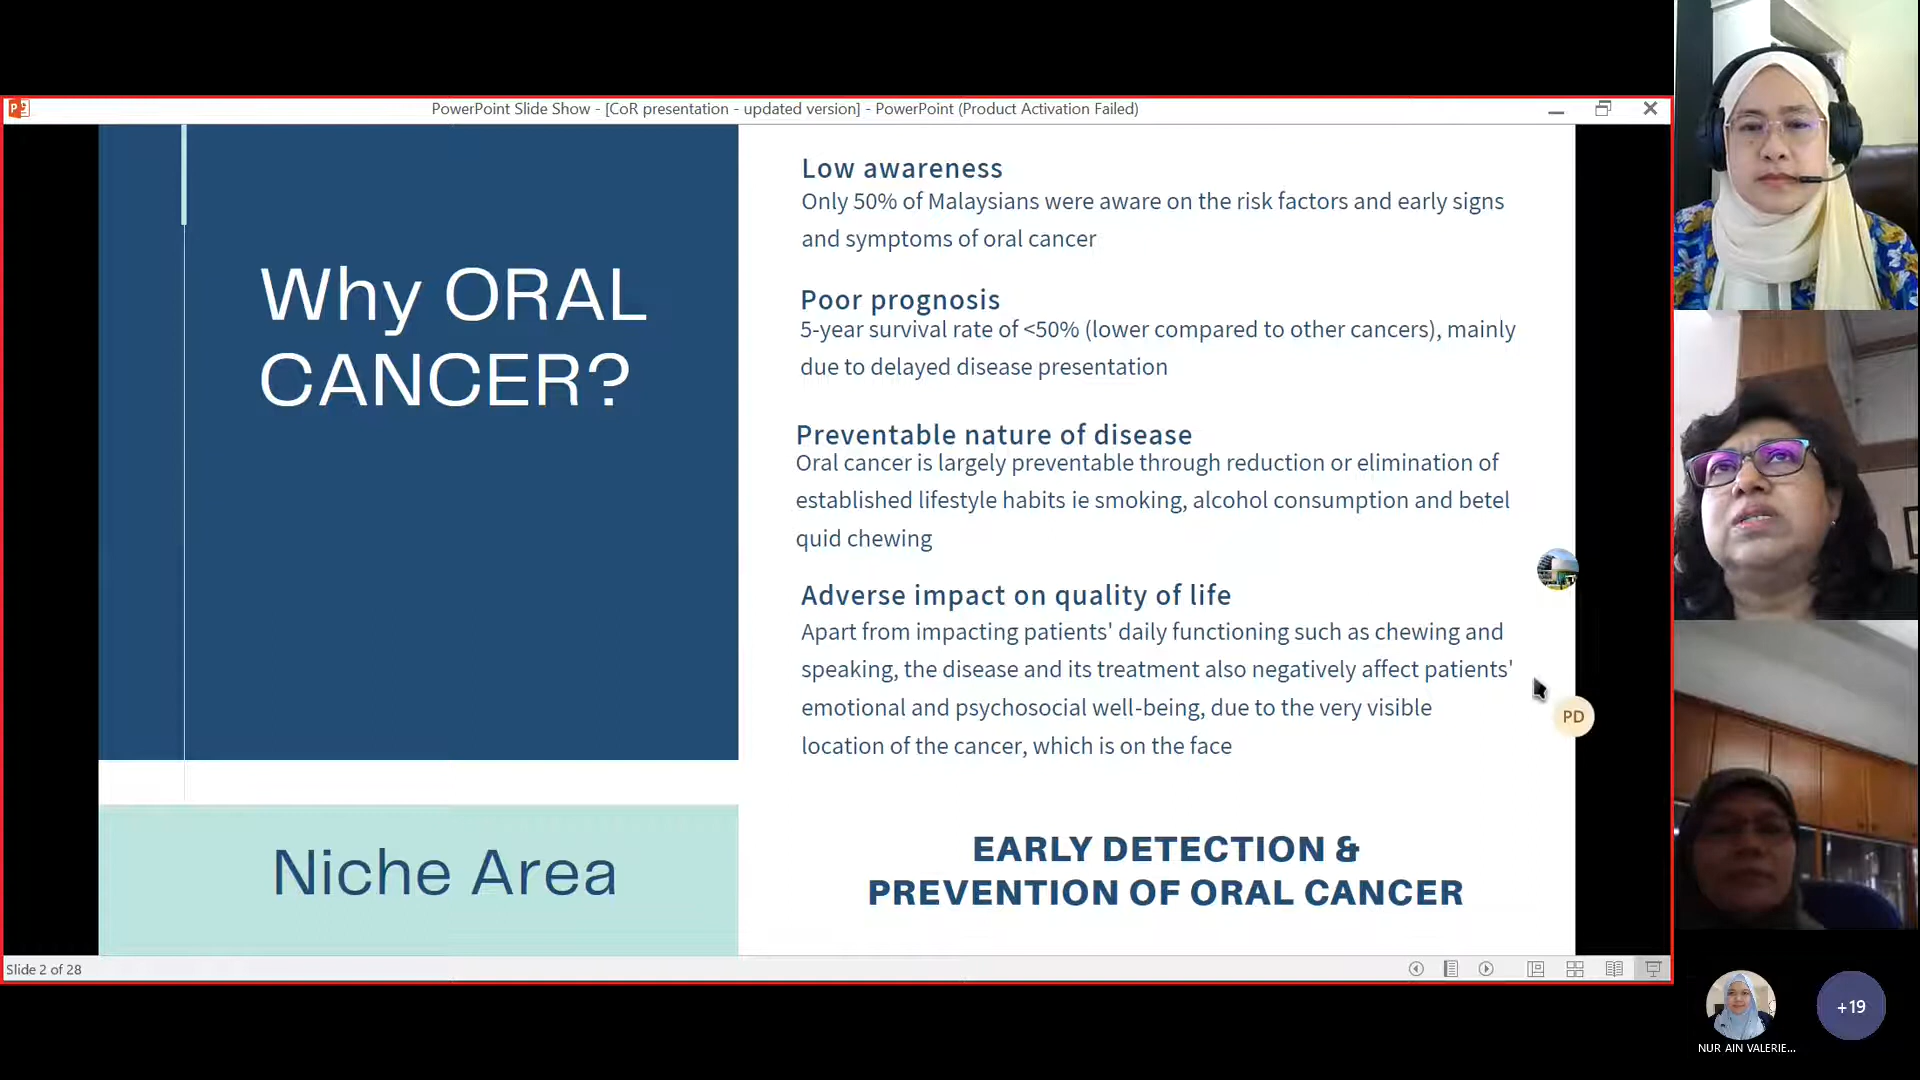 PowerPoint Slide Show - [CoR presentation - updated version] - PowerPoint (Product Activation Failed)
Why ORAL
CANCER?
Low awareness
Only 50% of Malaysians were aware on the risk factors and early signs
and symptoms of oral cancer
Poor prognosis
5-year survival rate of <50% (lower compared to other cancers), mainly
due to delayed disease presentation
Preventable nature of disease
Oral cancer is largely preventable through reduction or elimination of
established lifestyle habits ie smoking, alcohol consumption and betel
quid chewing
Adverse impact on quality of life
Apart from impacting patients' daily functioning such as chewing and
speaking, the disease and its treatment also negatively affect patients'
emotional and psychosocial well-being, due to the very visible
location of the cancer, which is on the face
PD
Niche Area
EARLY DETECTION &
PREVENTION OF ORAL CANCER
Slide 2 of 28
+19
NUR AIN VALERIE...